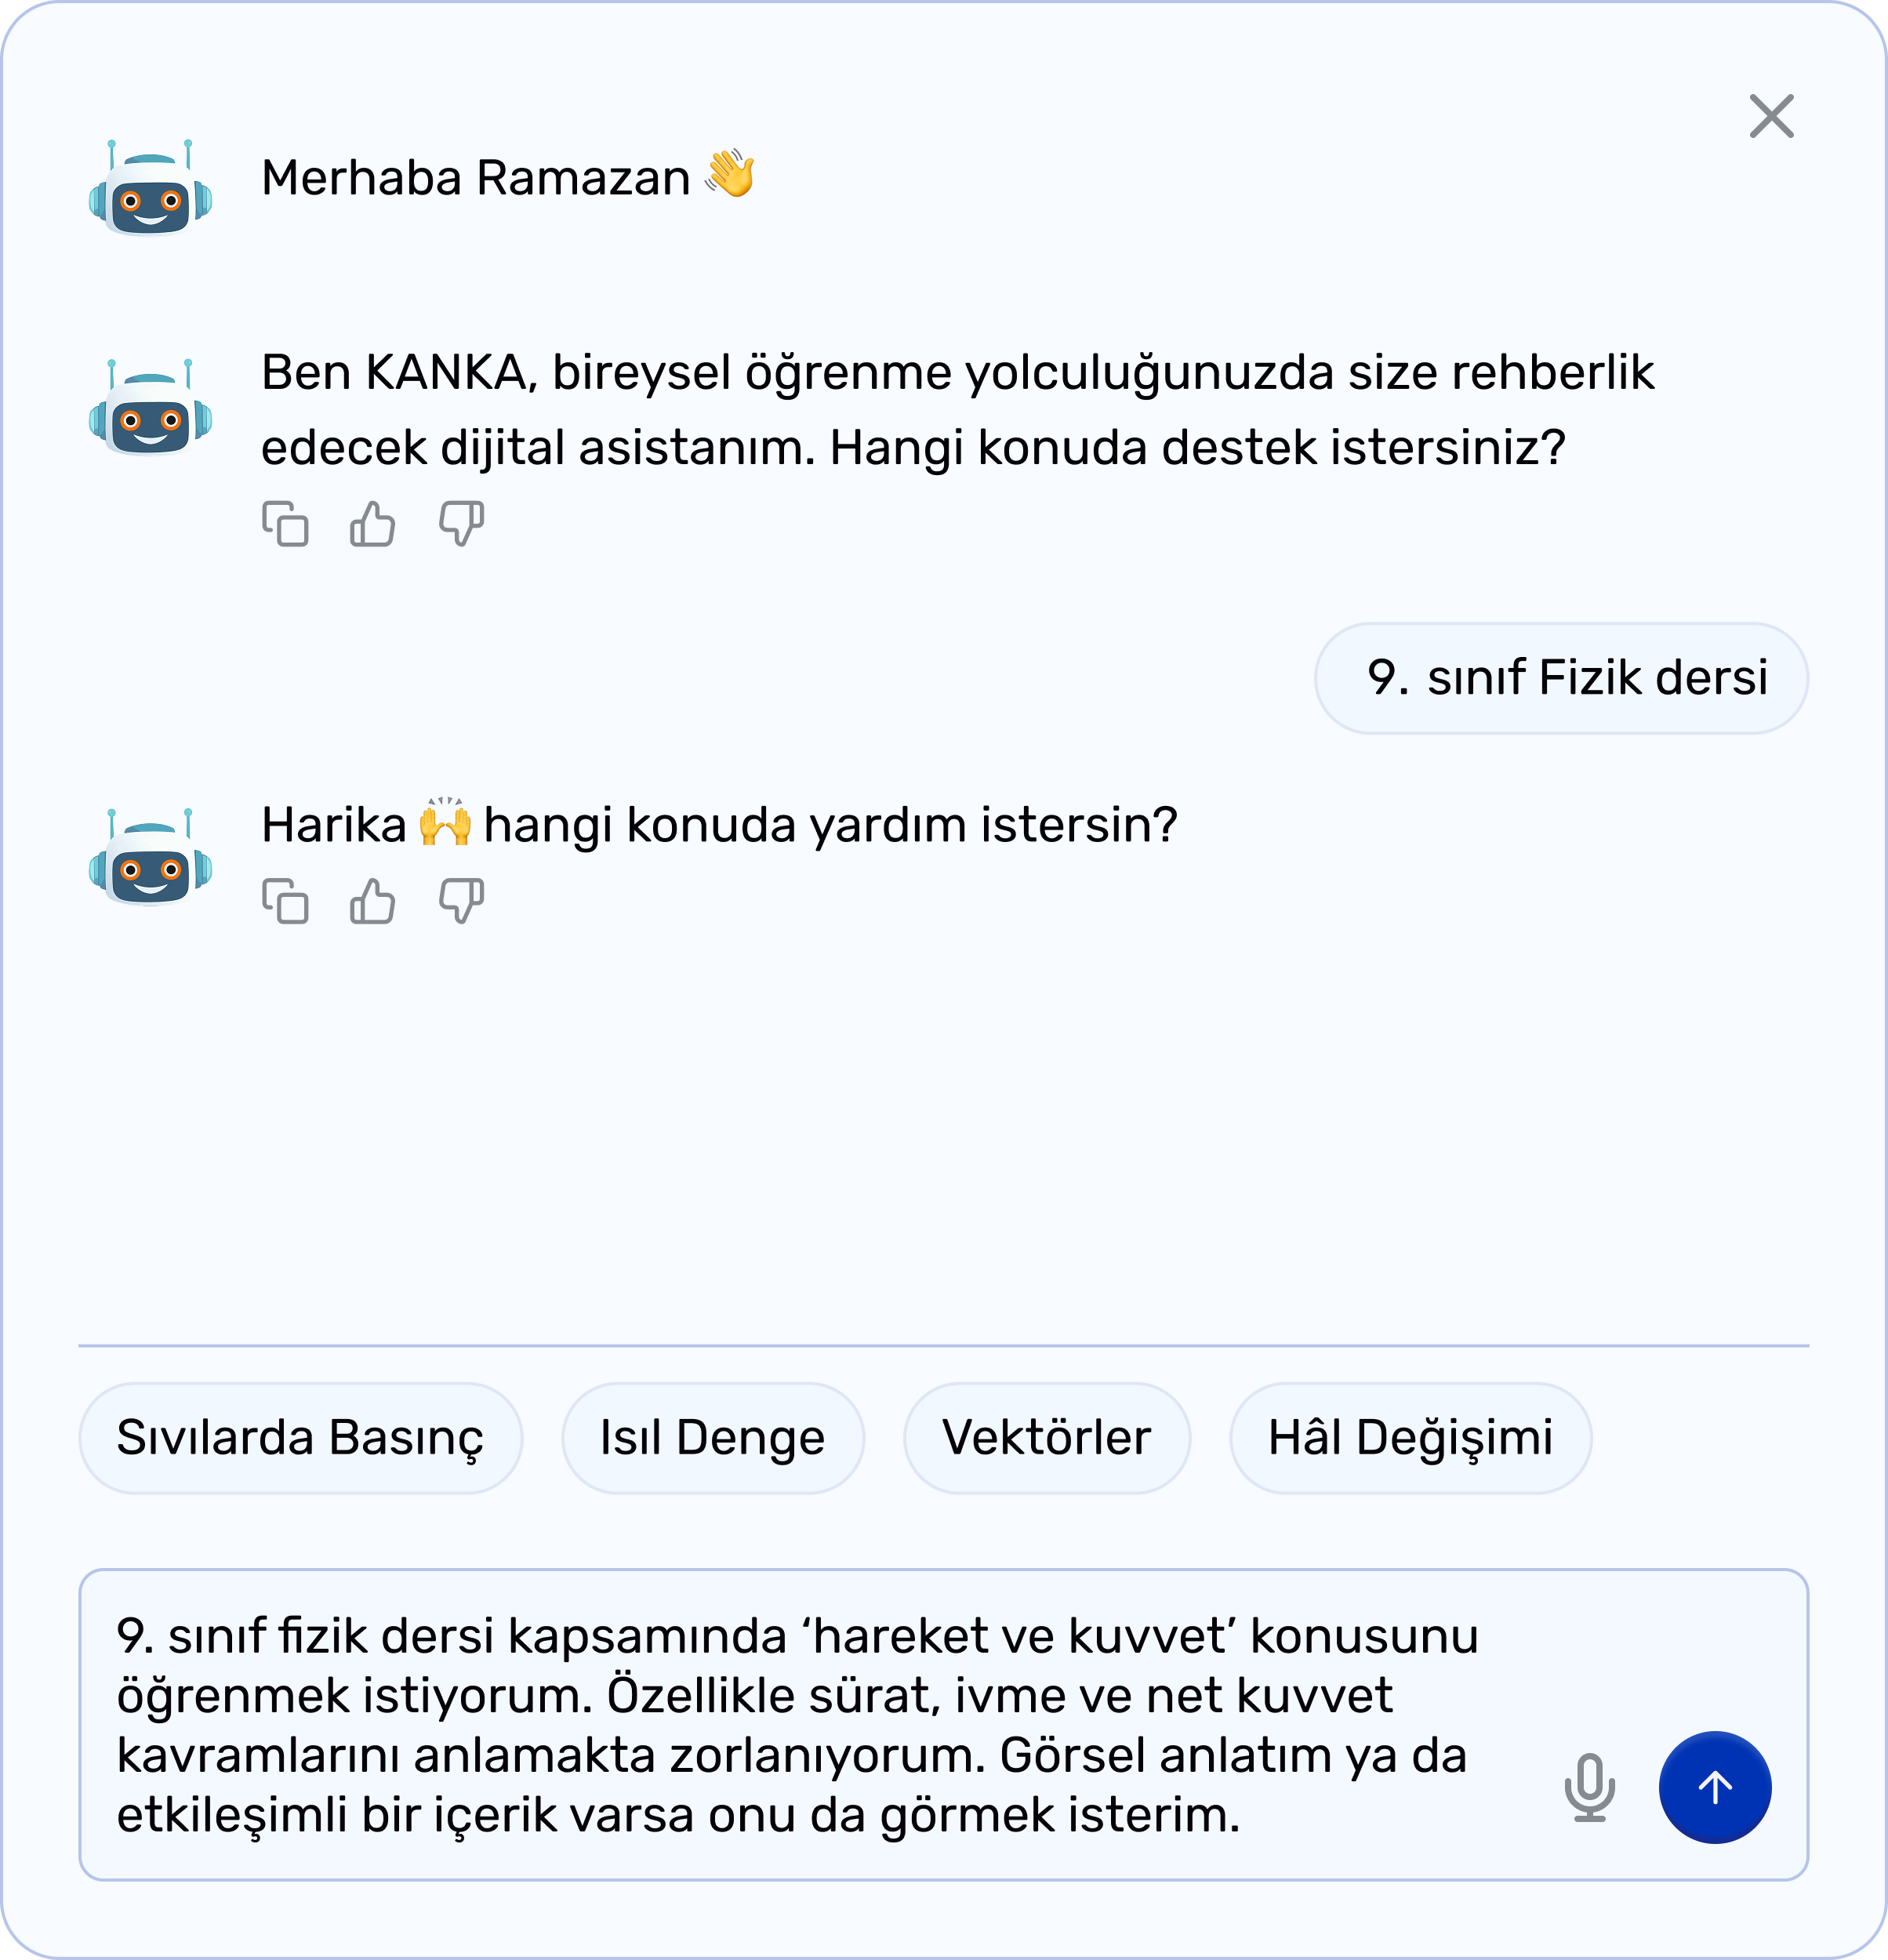 Merhaba Ramazan 👋
Ben KANKA, bireysel öğrenme yolculuğunuzda size rehberlik
edecek dijital asistanım. Hangi konuda destek istersiniz?
9. sınıf Fizik dersi
Harika 🙌 hangi konuda yardım istersin?
Sıvılarda Basınç
Isıl Denge
Vektörler
Hâl Değişimi
9. sınıf fizik dersi kapsamında ‘hareket ve kuvvet’ konusunu
öğrenmek istiyorum. Özellikle sürat, ivme ve net kuvvet
kavramlarını anlamakta zorlanıyorum. Görsel anlatım ya da
etkileşimli bir içerik varsa onu da görmek isterim.